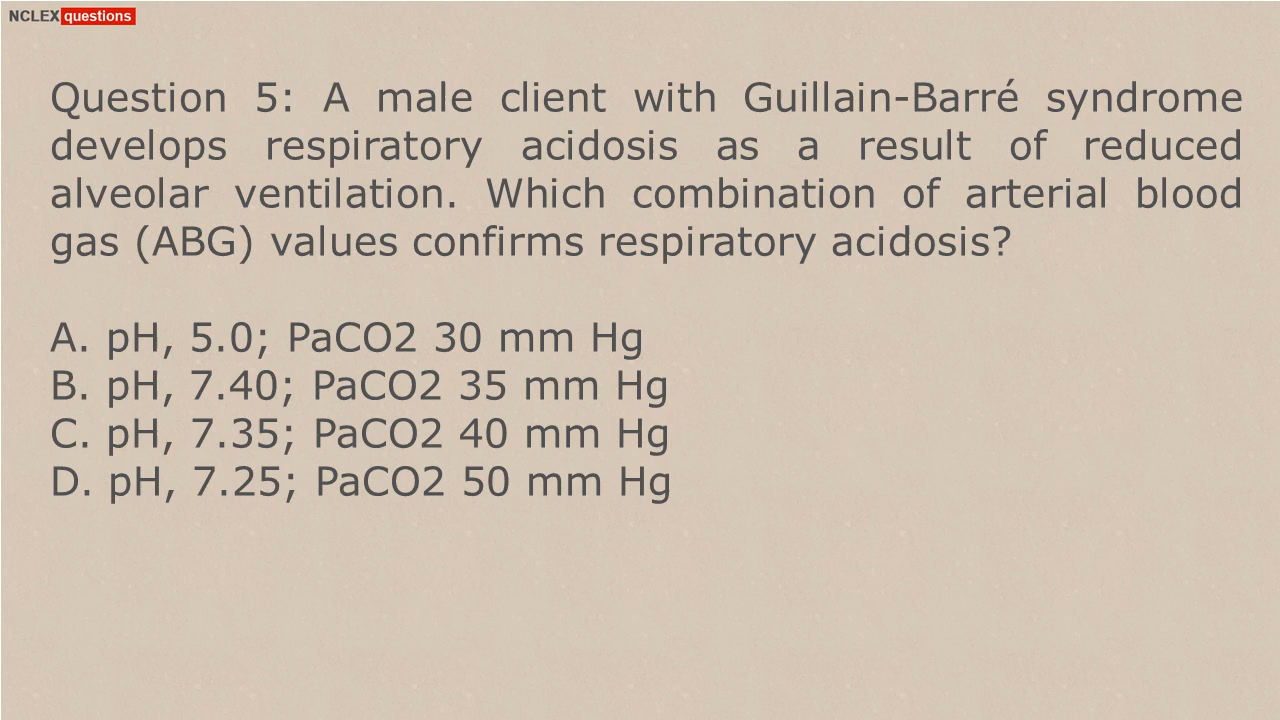 NCLEX questions
Question 5: A male client with Guillain-Barré syndrome
develops respiratory acidosis as a result of reduced
alveolar ventilation. Which combination of arterial blood
gas (ABG) values confirms respiratory acidosis?
A. pH, 5.0; PaCO2 30 mm Hg
B. pH, 7.40; PaCO2 35 mm Hg
C. pH, 7.35; PaCO2 40 mm Hg
D. pH, 7.25; PaCO2 50 mm Hg